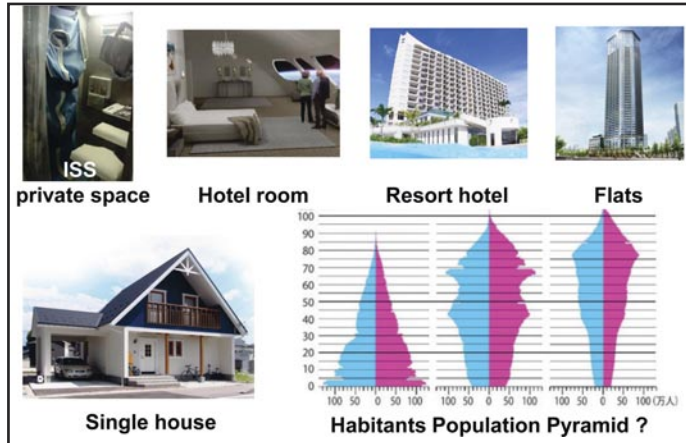 ISS
private space
Hotel room
Resort hotel
Flats
100
90
80
70
60
50
40
30
20
10
0
100 50 0 50 100 50 0 50 100 50 0 50 100(万人)
Single house
Habitants Population Pyramid ?